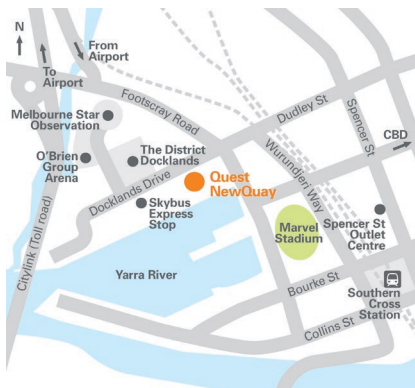 N
From
Airport
To
Airport
Footscray Road
Melbourne Star
Observation
Dudley St
Spencer St
CBD
Wurundjeri Way
The District
Docklands
O'Brien
Group
Arena
Quest
NewQuay
Docklands Drive
Skybus
Express
Stop
Marvel
Stadium
Spencer St
Outlet
Centre
Citylink (Toll road)
Yarra River
Bourke St
Southern
Cross
Station
Collins St